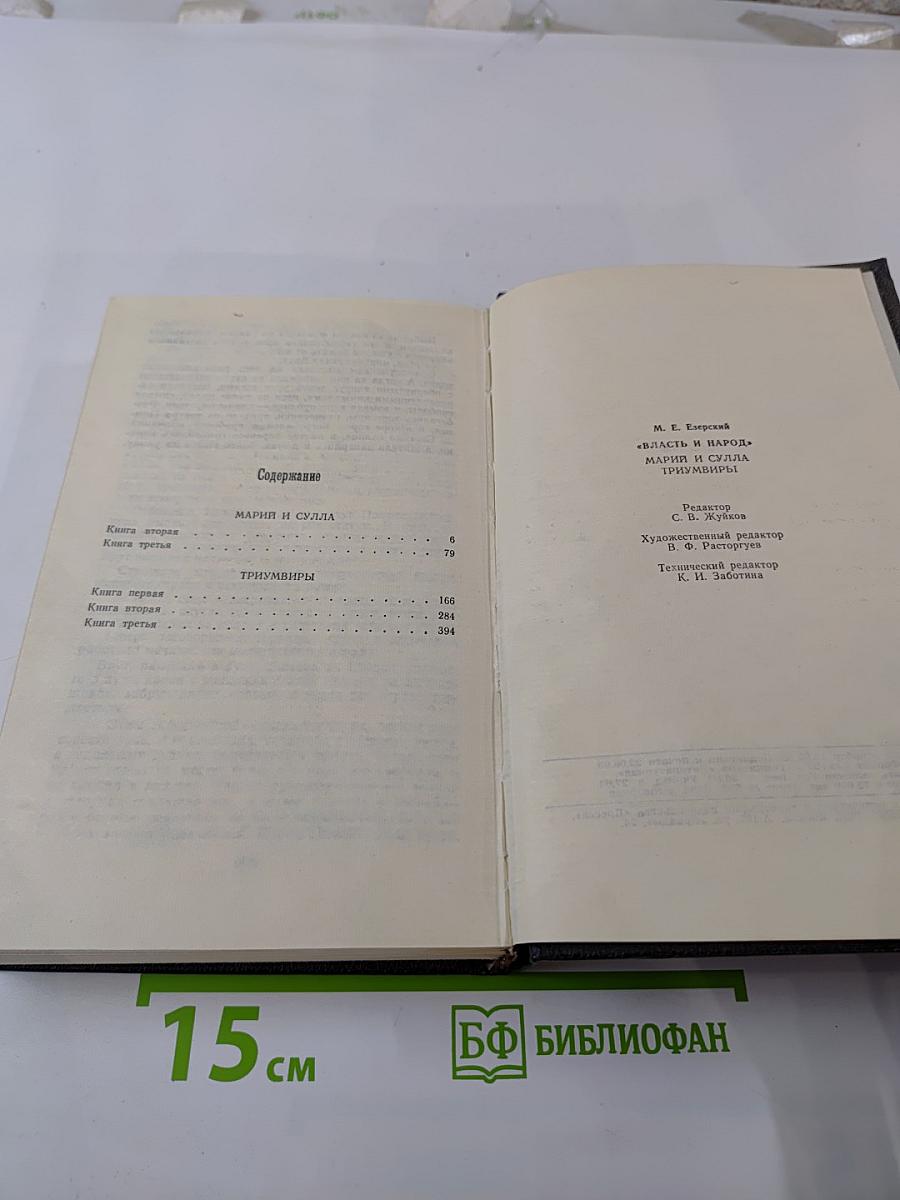 Содержание
МАРИЙ И СУЛЛА
Книга вторая . . . . . . . . . . . . . . . . . 6
Книга третья . . . . . . . . . . . . . . . . . 79
ТРИУМВИРЫ
Книга первая . . . . . . . . . . . . . . . . . 166
Книга вторая . . . . . . . . . . . . . . . . . 284
Книга третья . . . . . . . . . . . . . . . . . 394
М. Е. Езерский
«ВЛАСТЬ И НАРОД»
МАРИЙ И СУЛЛА
ТРИУМВИРЫ
Редактор
С. В. Жуйков
Художественный редактор
В. Ф. Расторгуев
Технический редактор
К. И. Заботина
15 см
БФ БИБЛИОФАН